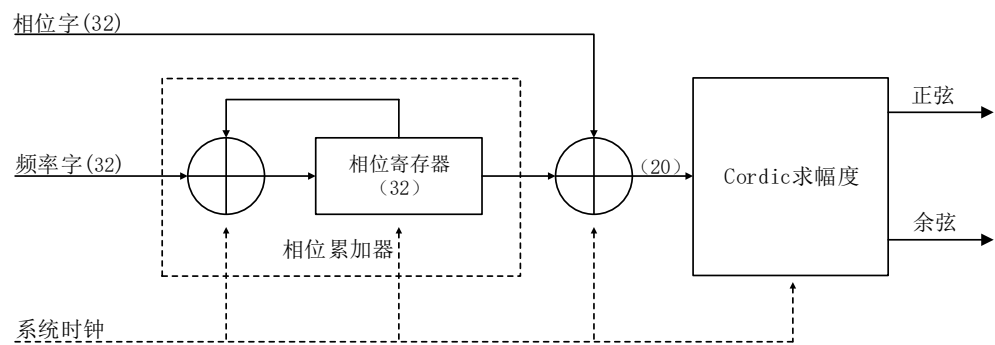 相位字(32)
正弦
频率字(32)
相位寄存器
（32）
（20）
Cordic求幅度
余弦
相位累加器
系统时钟